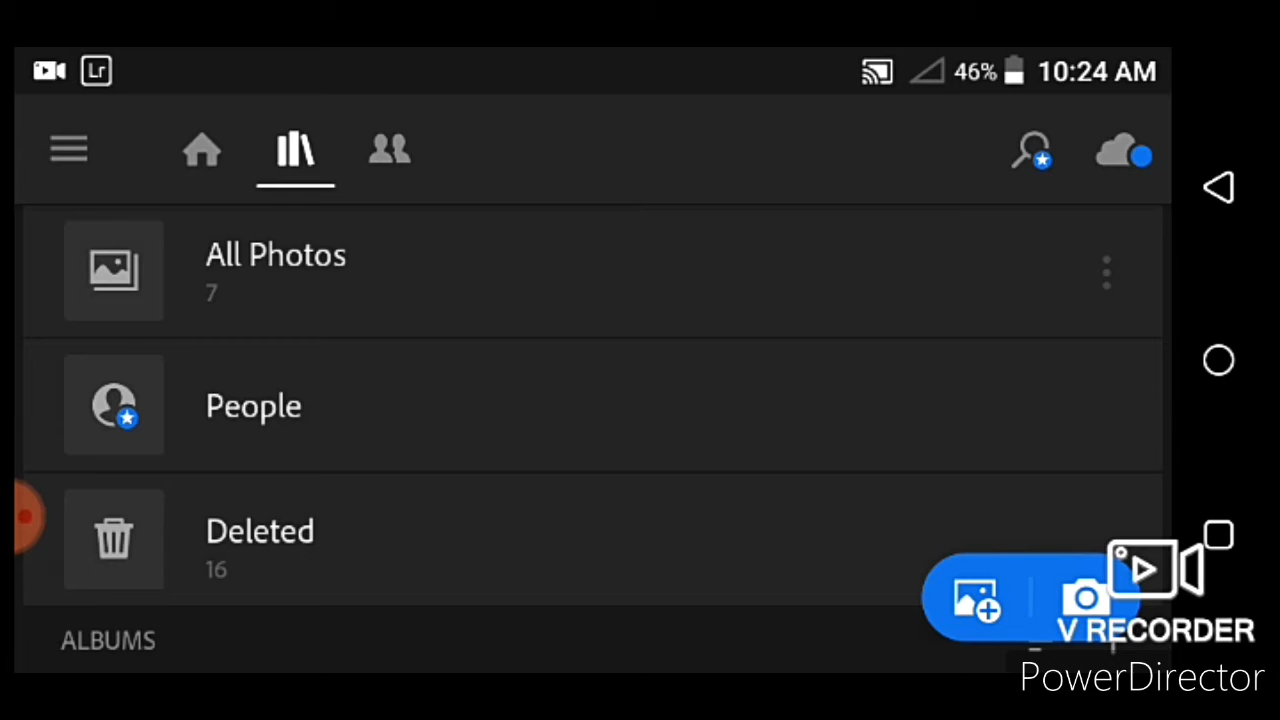 Lr 46% 10:24 AM
All Photos
7
People
Deleted
16
ALBUMS
V RECORDER
PowerDirector